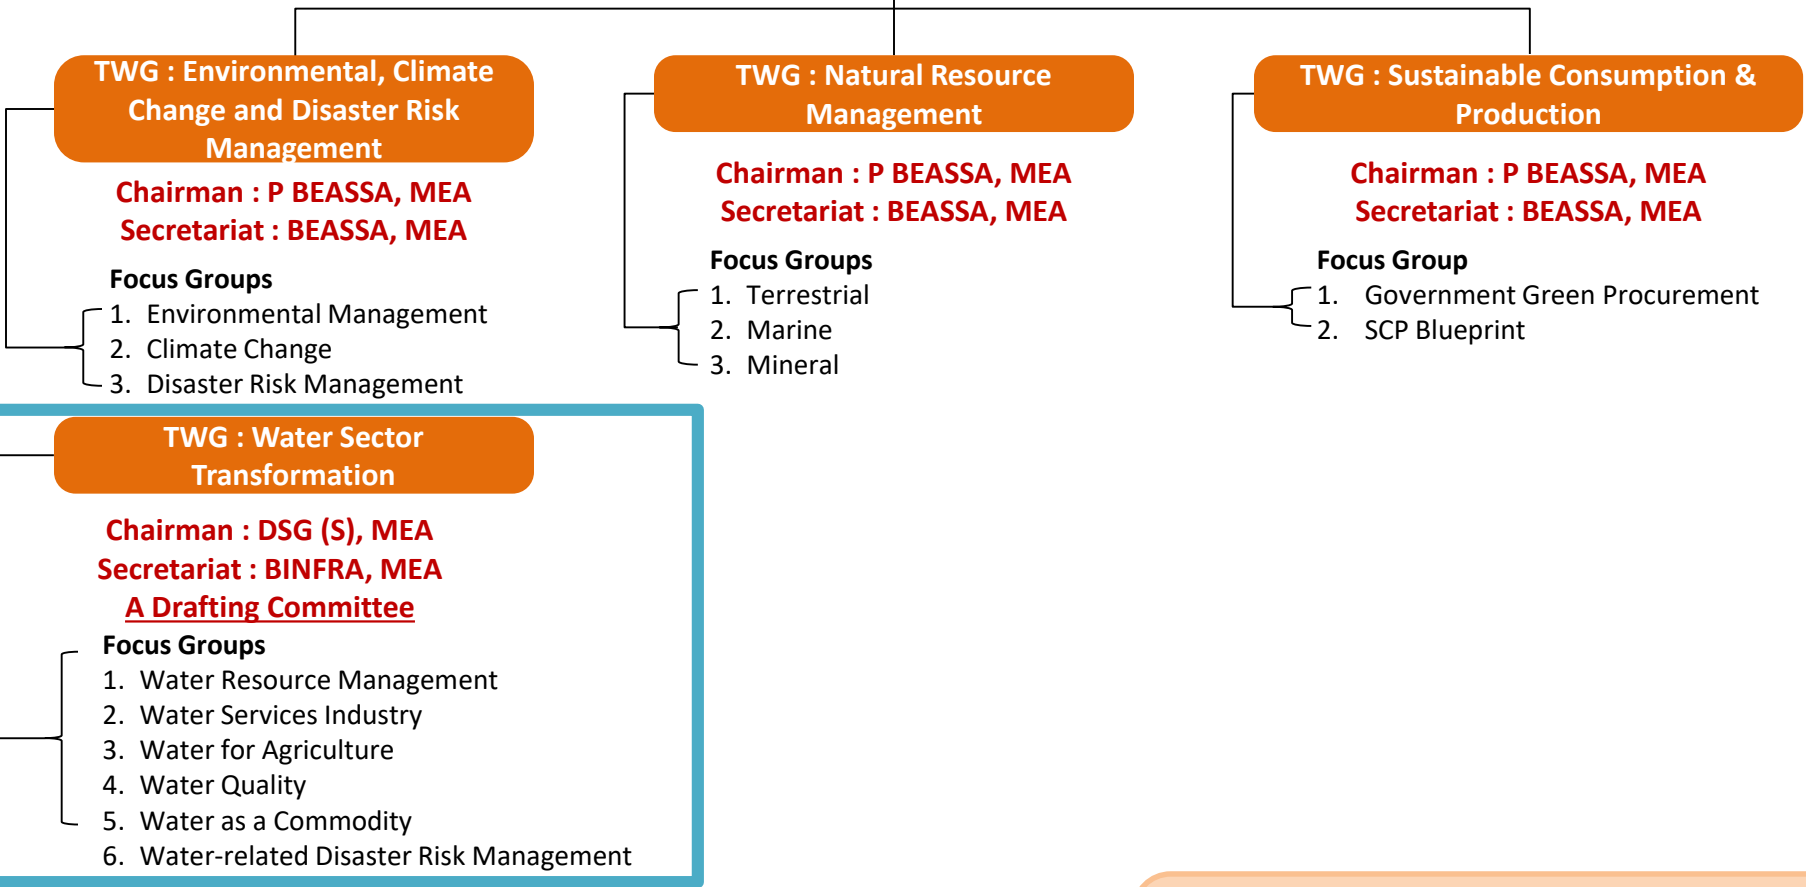 TWG : Environmental, Climate
Change and Disaster Risk
Management
Chairman : P BEASSA, MEA
Secretariat : BEASSA, MEA
Focus Groups
1. Environmental Management
2. Climate Change
3. Disaster Risk Management
TWG : Natural Resource
Management
Chairman : P BEASSA, MEA
Secretariat : BEASSA, MEA
Focus Groups
1. Terrestrial
2. Marine
3. Mineral
TWG : Sustainable Consumption &
Production
Chairman : P BEASSA, MEA
Secretariat : BEASSA, MEA
Focus Group
1. Government Green Procurement
2. SCP Blueprint
TWG : Water Sector
Transformation
Chairman : DSG (S), MEA
Secretariat : BINFRA, MEA
A Drafting Committee
Focus Groups
1. Water Resource Management
2. Water Services Industry
3. Water for Agriculture
4. Water Quality
5. Water as a Commodity
6. Water-related Disaster Risk Management